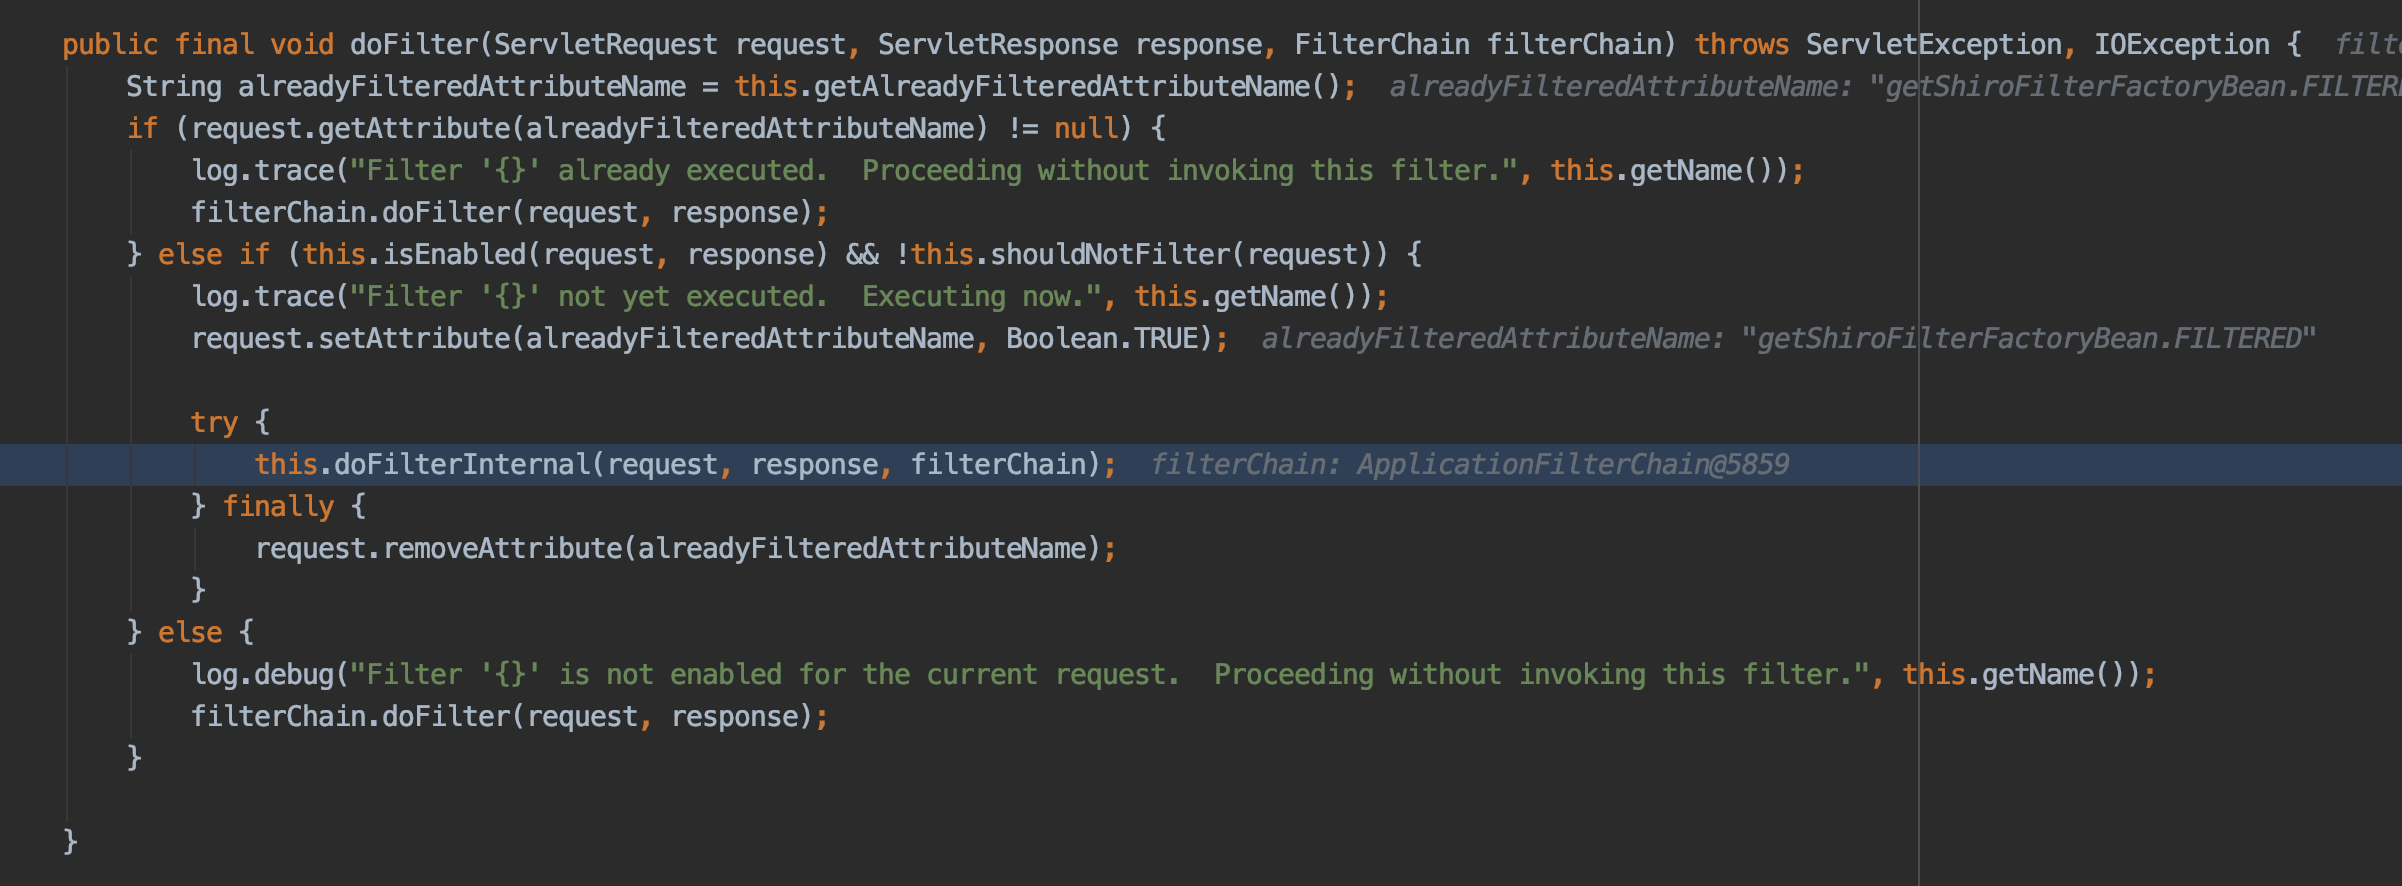 public final void doFilter(ServletRequest request, ServletResponse response, FilterChain filterChain) throws ServletException, IOException {
String alreadyFilteredAttributeName = this.getAlreadyFilteredAttributeName(); alreadyFilteredAttributeName: "getShiroFilterFactoryBean.FILTER
if (request.getAttribute(alreadyFilteredAttributeName) != null) {
log.trace("Filter '{}' already executed.  Proceeding without invoking this filter.", this.getName());
filterChain.doFilter(request, response);
} else if (this.isEnabled(request, response) && !this.shouldNotFilter(request)) {
log.trace("Filter '{}' not yet executed.  Executing now.", this.getName());
request.setAttribute(alreadyFilteredAttributeName, Boolean.TRUE); alreadyFilteredAttributeName: "getShiroFilterFactoryBean.FILTERED"
try {
this.doFilterInternal(request, response, filterChain); filterChain: ApplicationFilterChain@5859
} finally {
request.removeAttribute(alreadyFilteredAttributeName);
}
} else {
log.debug("Filter '{}' is not enabled for the current request.  Proceeding without invoking this filter.", this.getName());
filterChain.doFilter(request, response);
}
}